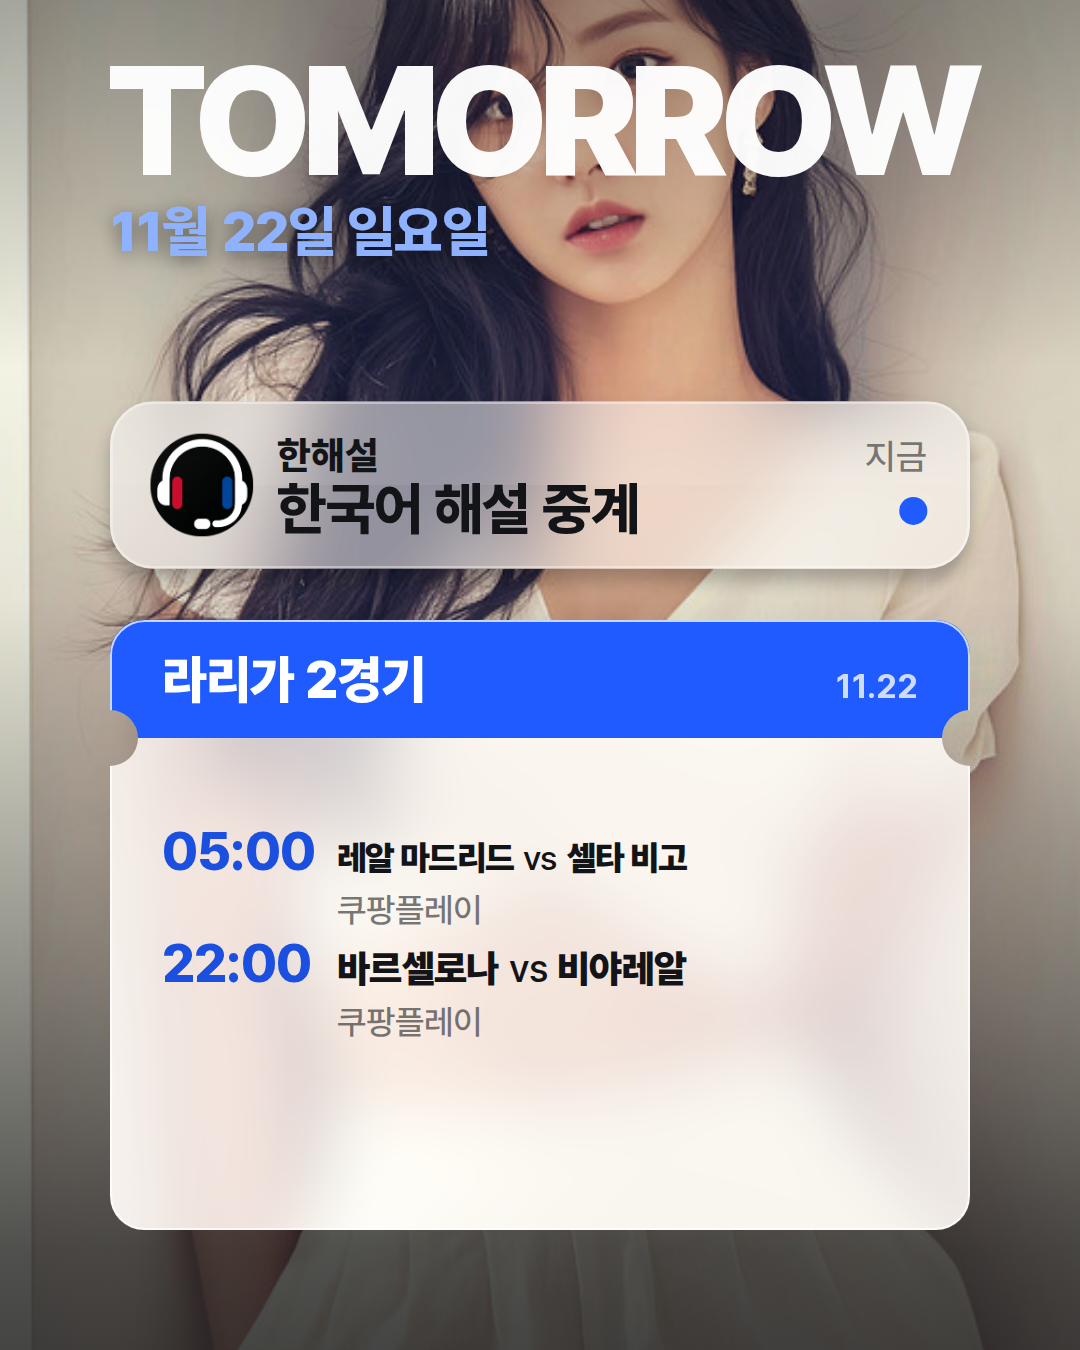 TOMORROW
11월 22일 일요일
한해설
지금
한국어 해설 중계
라리가 2경기
11.22
05:00 레알 마드리드 vs 셀타 비고
쿠팡플레이
22:00 바르셀로나 vs 비야레알
쿠팡플레이